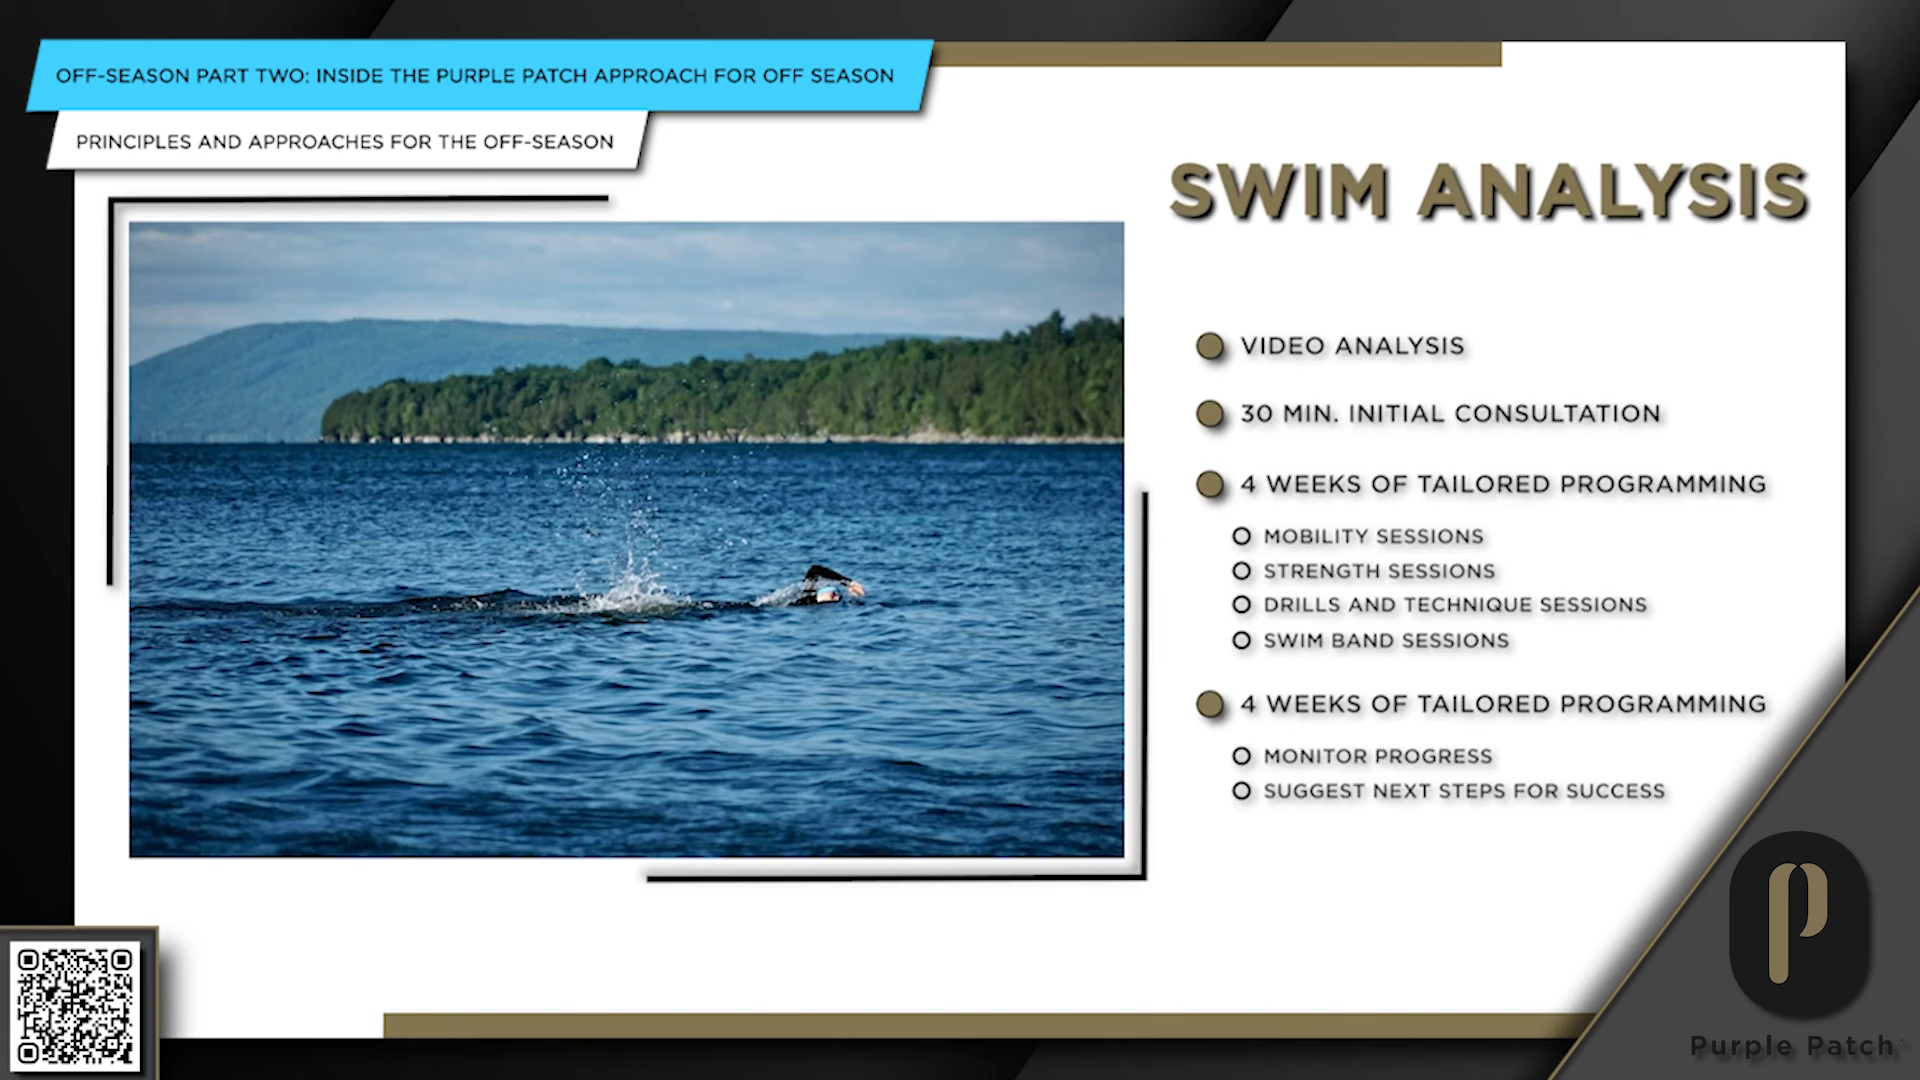 OFF-SEASON PART TWO: INSIDE THE PURPLE PATCH APPROACH FOR OFF SEASON
PRINCIPLES AND APPROACHES FOR THE OFF-SEASON
SWIM ANALYSIS
VIDEO ANALYSIS
30 MIN. INITIAL CONSULTATION
4 WEEKS OF TAILORED PROGRAMMING
MOBILITY SESSIONS
STRENGTH SESSIONS
DRILLS AND TECHNIQUE SESSIONS
SWIM BAND SESSIONS
4 WEEKS OF TAILORED PROGRAMMING
MONITOR PROGRESS
SUGGEST NEXT STEPS FOR SUCCESS
Purple Patch